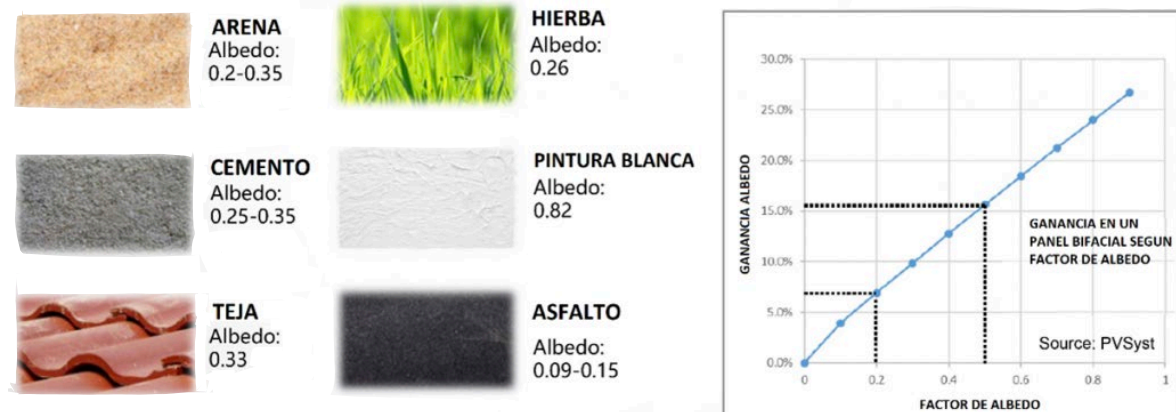 ARENA
Albedo:
0.2-0.35
HIERBA
Albedo:
0.26
CEMENTO
Albedo:
0.25-0.35
PINTURA BLANCA
Albedo:
0.82
TEJA
Albedo:
0.33
ASFALTO
Albedo:
0.09-0.15
30.0%
25.0%
20.0%
15.0%
10.0%
5.0%
0.0%
GANANCIA ALBEDO
GANANCIA EN UN
PANEL BIFACIAL SEGUN
FACTOR DE ALBEDO
Source: PVSyst
0 0.2 0.4 0.6 0.8 1
FACTOR DE ALBEDO